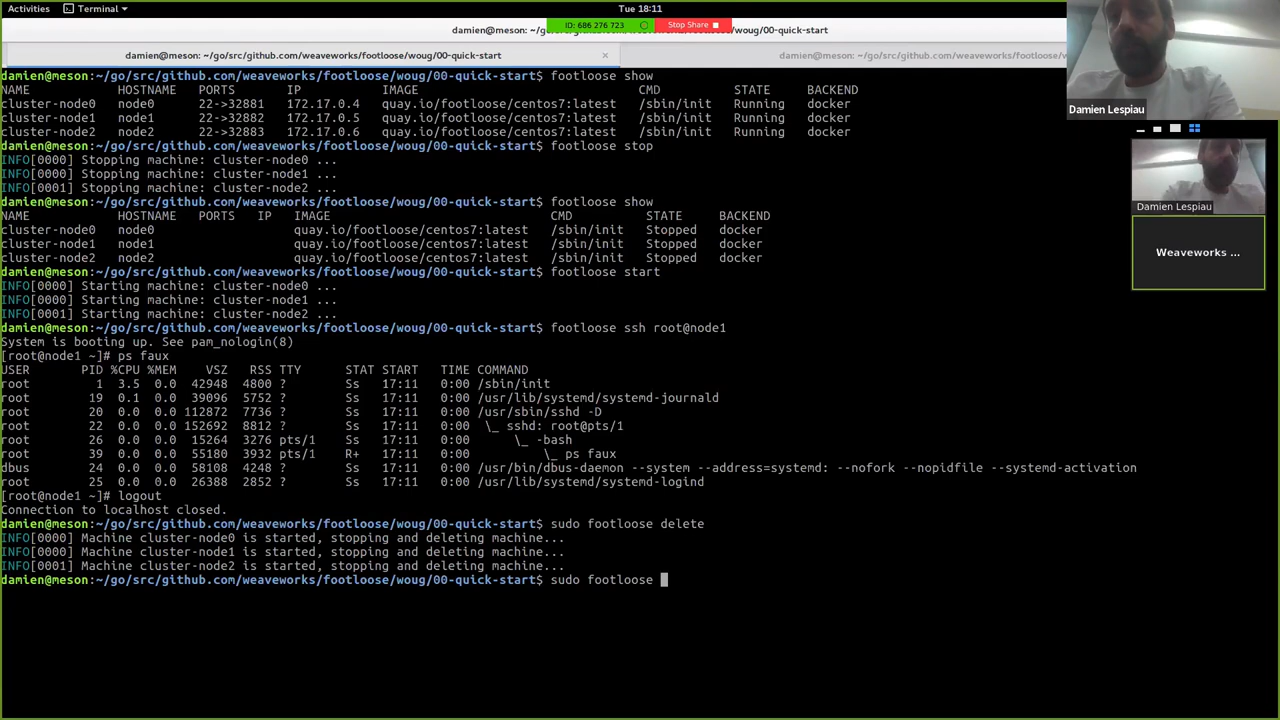 Activities
Terminal
Tue 18:11
ID: 686 276 723
Stop Share
damien@meson: ~/go/src/github.com/weaveworks/footloose/woug/00-quick-start
damien@meson: ~/go/src/github.com/weaveworks/footloose/woug/00-quick-start
damien@meson: ~/go/src/github.com/weaveworks/footloose/w
damien@meson:~/go/src/github.com/weaveworks/footloose/woug/00-quick-start$ footloose show
NAME HOSTNAME PORTS IP IMAGE CMD STATE BACKEND
cluster-node0 node0 22->32881 172.17.0.4 quay.io/footloose/centos7:latest /sbin/init Running docker
cluster-node1 node1 22->32882 172.17.0.5 quay.io/footloose/centos7:latest /sbin/init Running docker
cluster-node2 node2 22->32883 172.17.0.6 quay.io/footloose/centos7:latest /sbin/init Running docker
damien@meson:~/go/src/github.com/weaveworks/footloose/woug/00-quick-start$ footloose stop
INFO[0000] Stopping machine: cluster-node0 ...
INFO[0000] Stopping machine: cluster-node1 ...
INFO[0001] Stopping machine: cluster-node2 ...
damien@meson:~/go/src/github.com/weaveworks/footloose/woug/00-quick-start$ footloose show
NAME HOSTNAME PORTS IP IMAGE CMD STATE BACKEND
cluster-node0 node0 quay.io/footloose/centos7:latest /sbin/init Stopped docker
cluster-node1 node1 quay.io/footloose/centos7:latest /sbin/init Stopped docker
cluster-node2 node2 quay.io/footloose/centos7:latest /sbin/init Stopped docker
damien@meson:~/go/src/github.com/weaveworks/footloose/woug/00-quick-start$ footloose start
INFO[0000] Starting machine: cluster-node0 ...
INFO[0000] Starting machine: cluster-node1 ...
INFO[0001] Starting machine: cluster-node2 ...
damien@meson:~/go/src/github.com/weaveworks/footloose/woug/00-quick-start$ footloose ssh root@node1
System is booting up. See pam_nologin(8)
[root@node1 ~]# ps faux
USER PID %CPU %MEM VSZ RSS TTY STAT START TIME COMMAND
root 1 3.5 0.0 42948 4800 ? Ss 17:11 0:00 /sbin/init
root 19 0.1 0.0 39096 5752 ? Ss 17:11 0:00 /usr/lib/systemd/systemd-journald
root 20 0.0 0.0 112872 7736 ? Ss 17:11 0:00 /usr/sbin/sshd -D
root 22 0.0 0.0 152692 8812 ? Ss 17:11 0:00 \_ sshd: root@pts/1
root 26 0.0 0.0 15264 3276 pts/1 Ss 17:11 0:00 \_ -bash
root 39 0.0 0.0 55180 3932 pts/1 R+ 17:11 0:00 \_ ps faux
dbus 24 0.0 0.0 58108 4248 ? Ss 17:11 0:00 /usr/bin/dbus-daemon --system --address=systemd: --nofork --nopidfile --systemd-activation
root 25 0.0 0.0 26388 2852 ? Ss 17:11 0:00 /usr/lib/systemd/systemd-logind
[root@node1 ~]# logout
Connection to localhost closed.
damien@meson:~/go/src/github.com/weaveworks/footloose/woug/00-quick-start$ sudo footloose delete
INFO[0000] Machine cluster-node0 is started, stopping and deleting machine...
INFO[0000] Machine cluster-node1 is started, stopping and deleting machine...
INFO[0001] Machine cluster-node2 is started, stopping and deleting machine...
damien@meson:~/go/src/github.com/weaveworks/footloose/woug/00-quick-start$ sudo footloose
Damien Lespiau
Damien Lespiau
Weaveworks ...